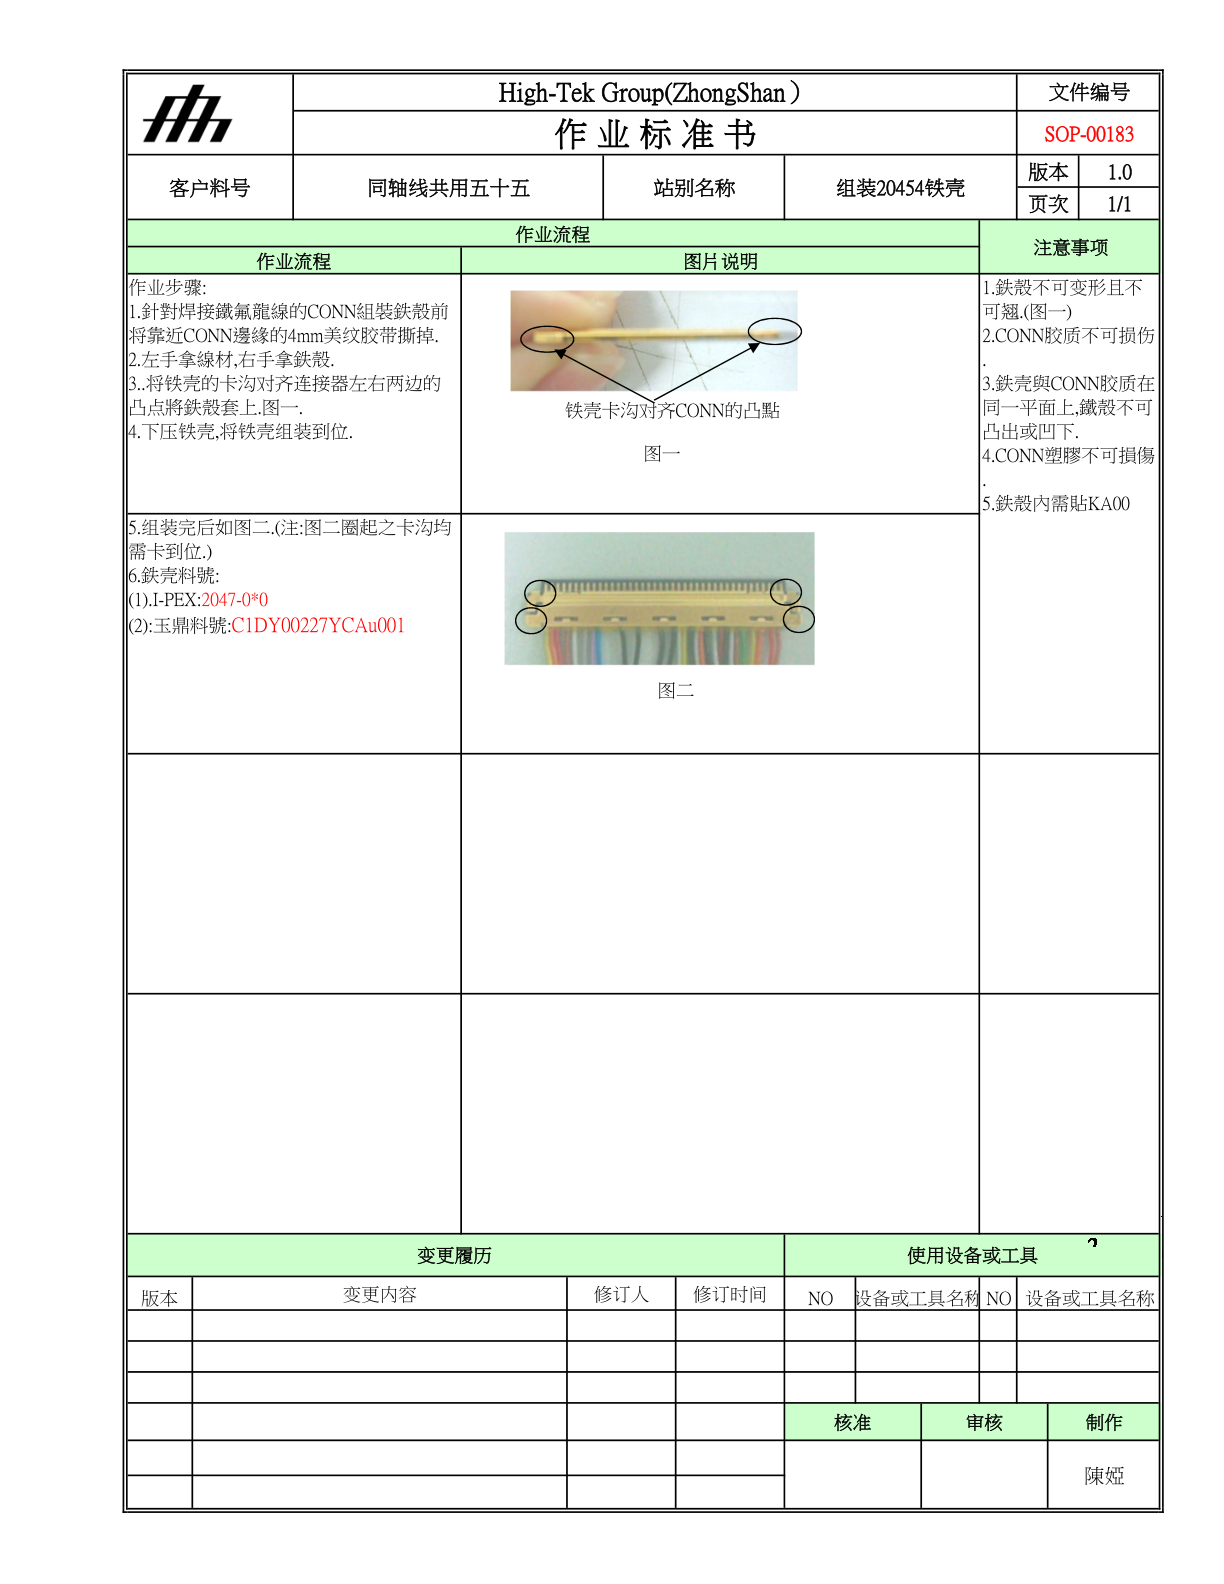 High-Tek Group(ZhongShan）
文件编号
作 业 标 准 书
SOP-00183
客户料号
同轴线共用五十五
站别名称
组装20454铁壳
版本
1.0
页次
1/1
作业流程
注意事项
作业流程
图片说明
作业步骤:
1.針對焊接鐵氟龍線的CONN組裝鉄殼前
将靠近CONN邊緣的4mm美纹胶带撕掉.
2.左手拿線材,右手拿鉄殼.
3..将铁壳的卡沟对齐连接器左右两边的
凸点將鉄殼套上.图一.
4.下压铁壳,将铁壳组装到位.
铁壳卡沟对齐CONN的凸點
图一
1.鉄殼不可变形且不
可翘.(图一)
2.CONN胶质不可损伤
.
3.鉄壳與CONN胶质在
同一平面上,鐵殼不可
凸出或凹下.
4.CONN塑膠不可損傷
.
5.鉄殼內需貼KA00
5.组装完后如图二.(注:图二圈起之卡沟均
需卡到位.)
6.鉄壳料號:
(1).I-PEX:2047-0*0
(2):玉鼎料號:C1DY00227YCAu001
图二
变更履历
使用设备或工具
版本
变更内容
修订人
修订时间
NO
设备或工具名称
NO
设备或工具名称
核准
审核
制作
陳婭